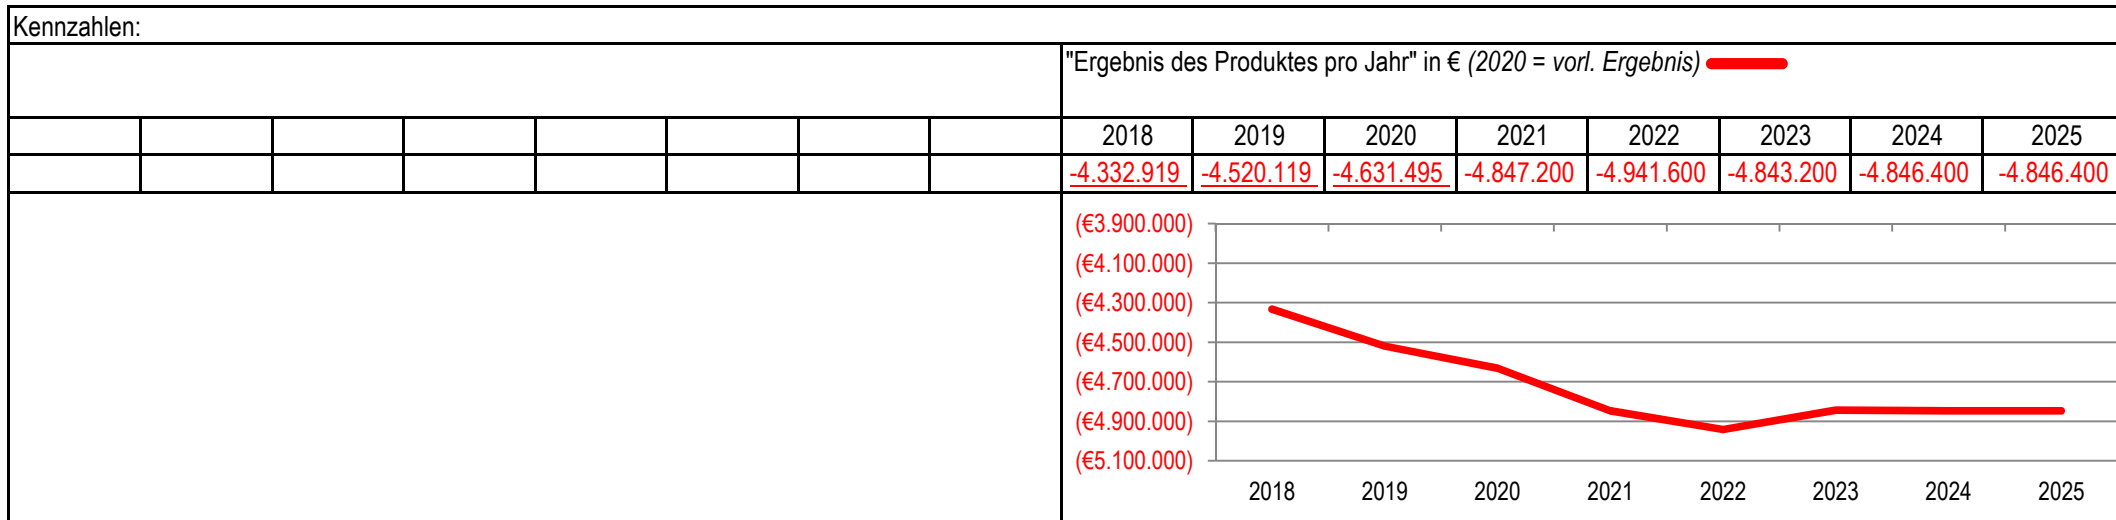 Kennzahlen:
"Ergebnis des Produktes pro Jahr" in € (2020 = vorl. Ergebnis)
2018 2019 2020 2021 2022 2023 2024 2025
-4.332.919 -4.520.119 -4.631.495 -4.847.200 -4.941.600 -4.843.200 -4.846.400 -4.846.400
(€3.900.000)
(€4.100.000)
(€4.300.000)
(€4.500.000)
(€4.700.000)
(€4.900.000)
(€5.100.000)
2018 2019 2020 2021 2022 2023 2024 2025